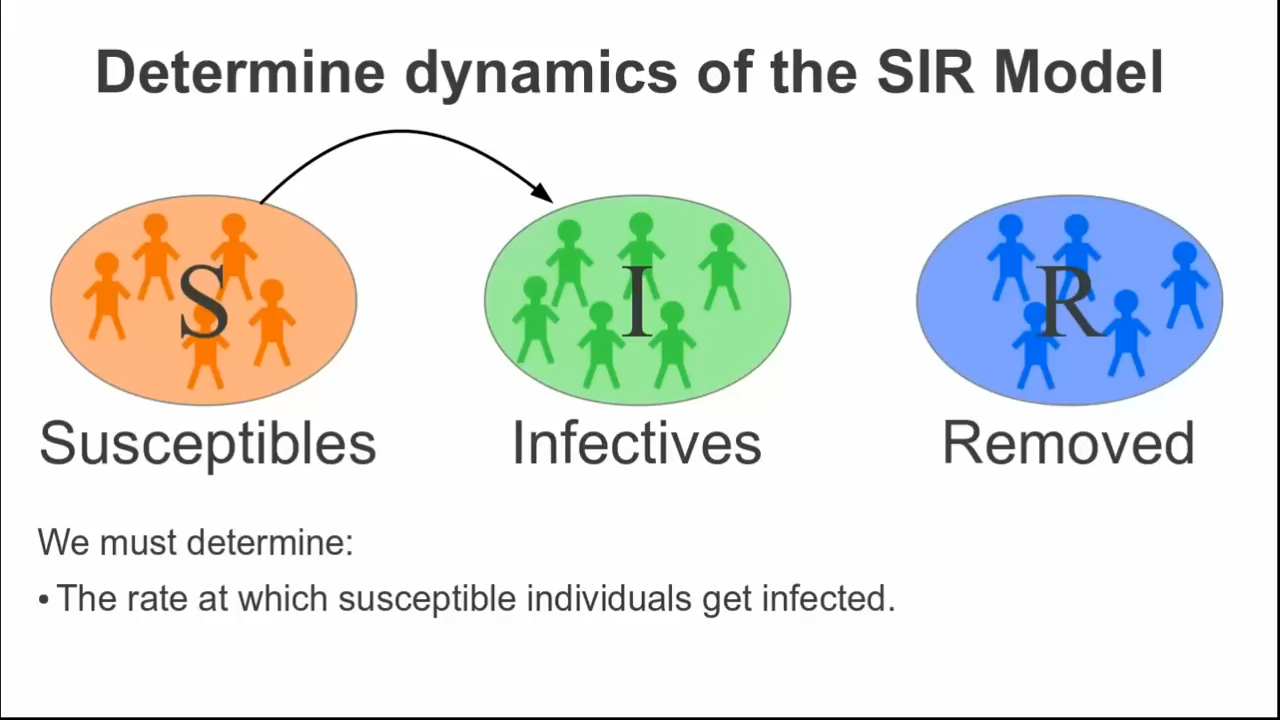 Determine dynamics of the SIR Model
S
I
R
Susceptibles
Infectives
Removed
We must determine:
• The rate at which susceptible individuals get infected.